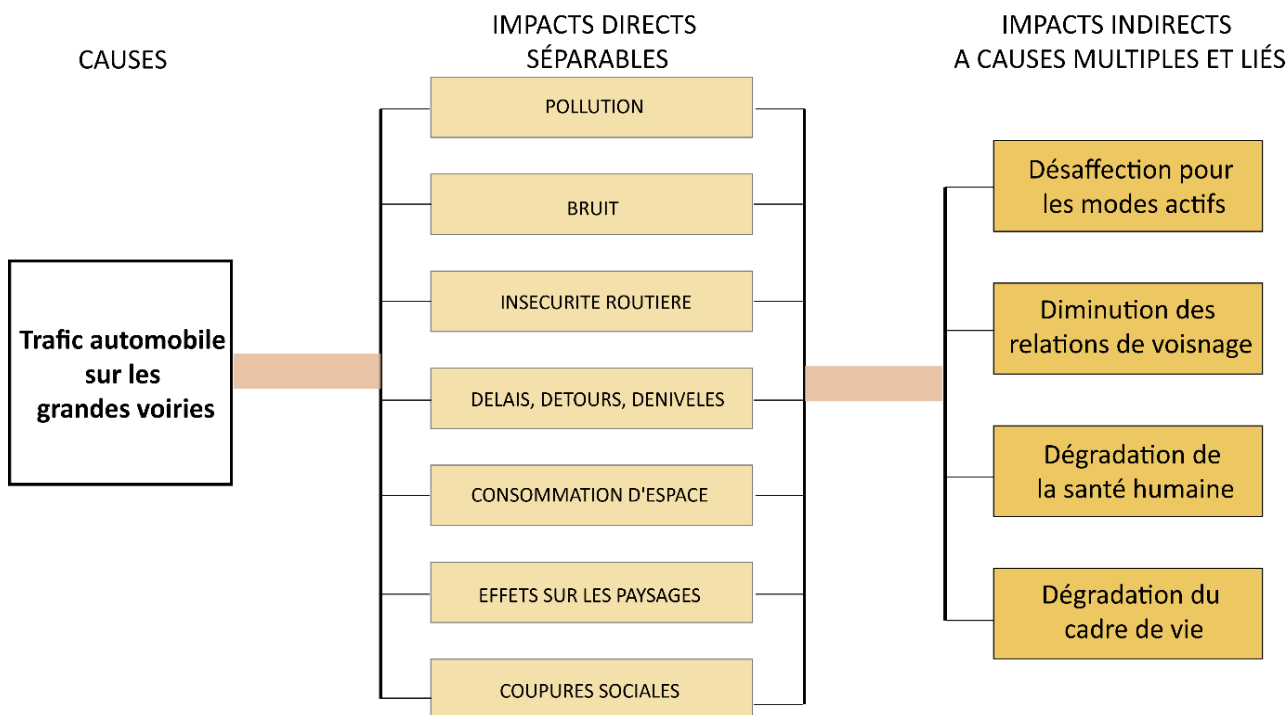 CAUSES
IMPACTS DIRECTS
SÉPARABLES
IMPACTS INDIRECTS
A CAUSES MULTIPLES ET LIÉS
Trafic automobile
sur les
grandes voiries
POLLUTION
BRUIT
INSECURITE ROUTIERE
DELAIS, DETOURS, DENIVELES
CONSOMMATION D'ESPACE
EFFETS SUR LES PAYSAGES
COUPURES SOCIALES
Désaffection pour
les modes actifs
Diminution des
relations de voisnage
Dégradation de
la santé humaine
Dégradation du
cadre de vie